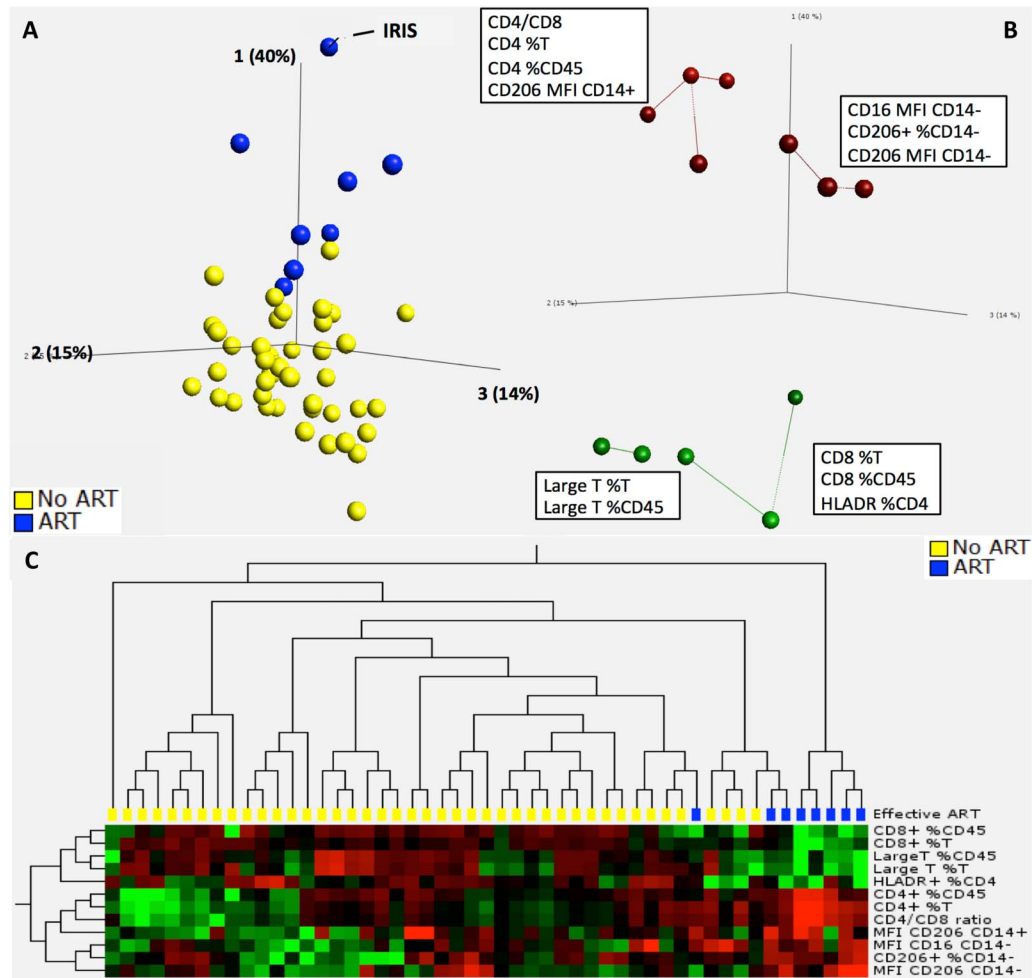 A
IRIS
1 (40%)
2 (15%)
3 (14%)
No ART
ART
B
1 (40 %)
CD4/CD8
CD4 %T
CD4 %CD45
CD206 MFI CD14+
CD16 MFI CD14-
CD206+ %CD14-
CD206 MFI CD14-
2 (15 %)
3 (14 %)
Large T %T
Large T %CD45
CD8 %T
CD8 %CD45
HLADR %CD4
C
No ART
ART
Effective ART
CD8+ %CD45
CD8+ %T
LargeT %CD45
Large T %T
HLADR+ %CD4
CD4+ %CD45
CD4+ %T
CD4/CD8 ratio
MFI CD206 CD14+
MFI CD16 CD14-
CD206+ %CD14-
MFI CD206 CD14-